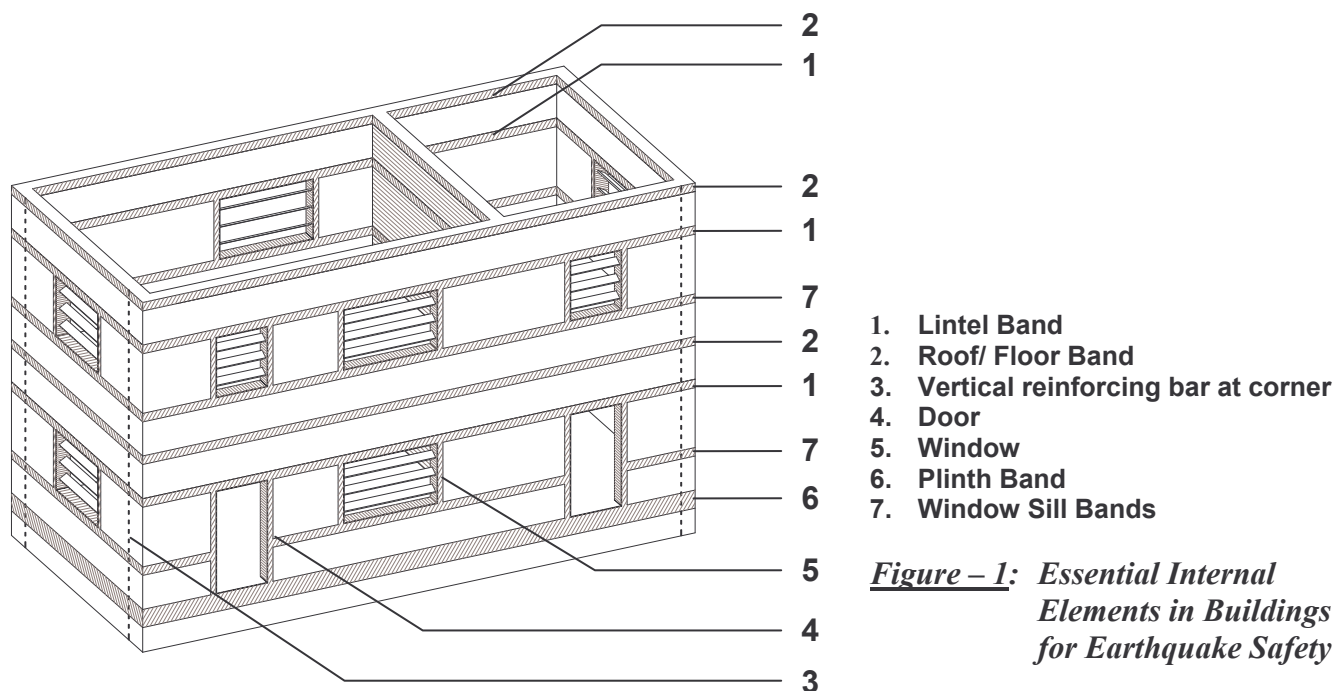 2
1
2
1
7
2
1
7
6
5
4
3
1. Lintel Band
2. Roof/ Floor Band
3. Vertical reinforcing bar at corner
4. Door
5. Window
6. Plinth Band
7. Window Sill Bands
Figure – 1: Essential Internal
Elements in Buildings
for Earthquake Safety